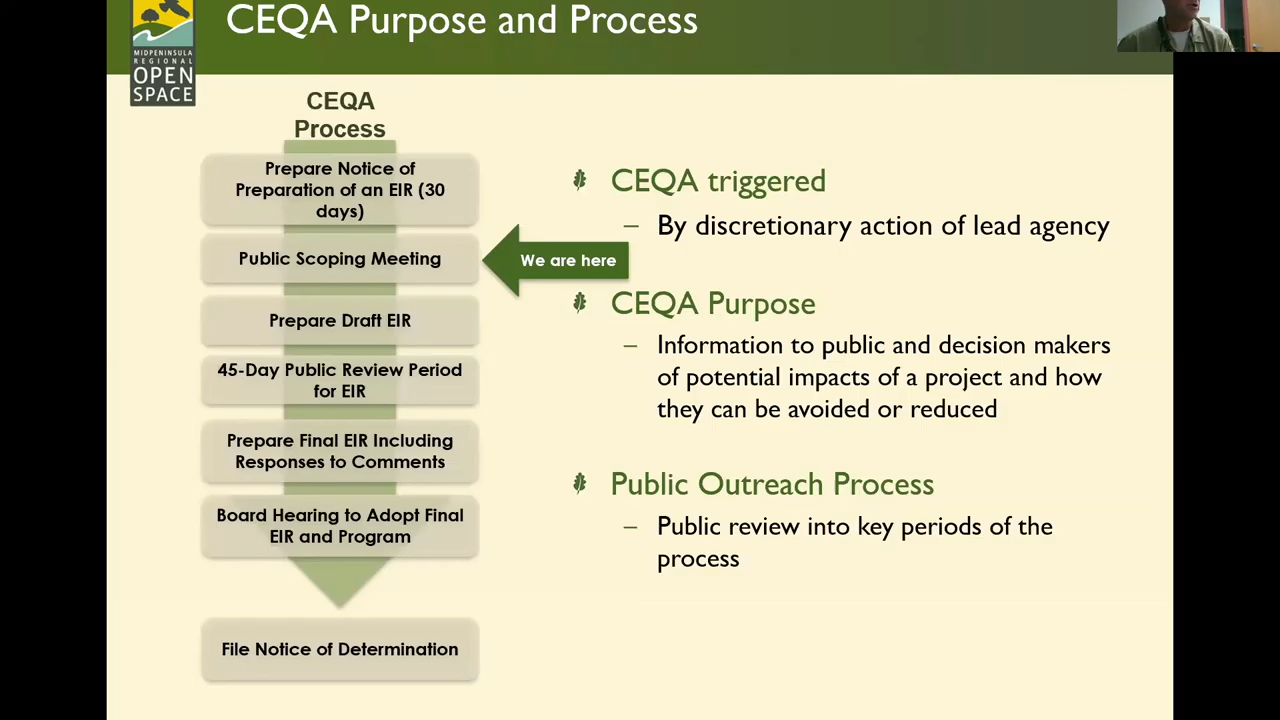 CEQA Purpose and Process
MIDPENINSULA
REGIONAL
OPEN
SPACE
CEQA
Process
Prepare Notice of
Preparation of an EIR (30
days)
Public Scoping Meeting
We are here
Prepare Draft EIR
45-Day Public Review Period
for EIR
Prepare Final EIR Including
Responses to Comments
Board Hearing to Adopt Final
EIR and Program
File Notice of Determination
CEQA triggered
– By discretionary action of lead agency
CEQA Purpose
– Information to public and decision makers
of potential impacts of a project and how
they can be avoided or reduced
Public Outreach Process
– Public review into key periods of the
process